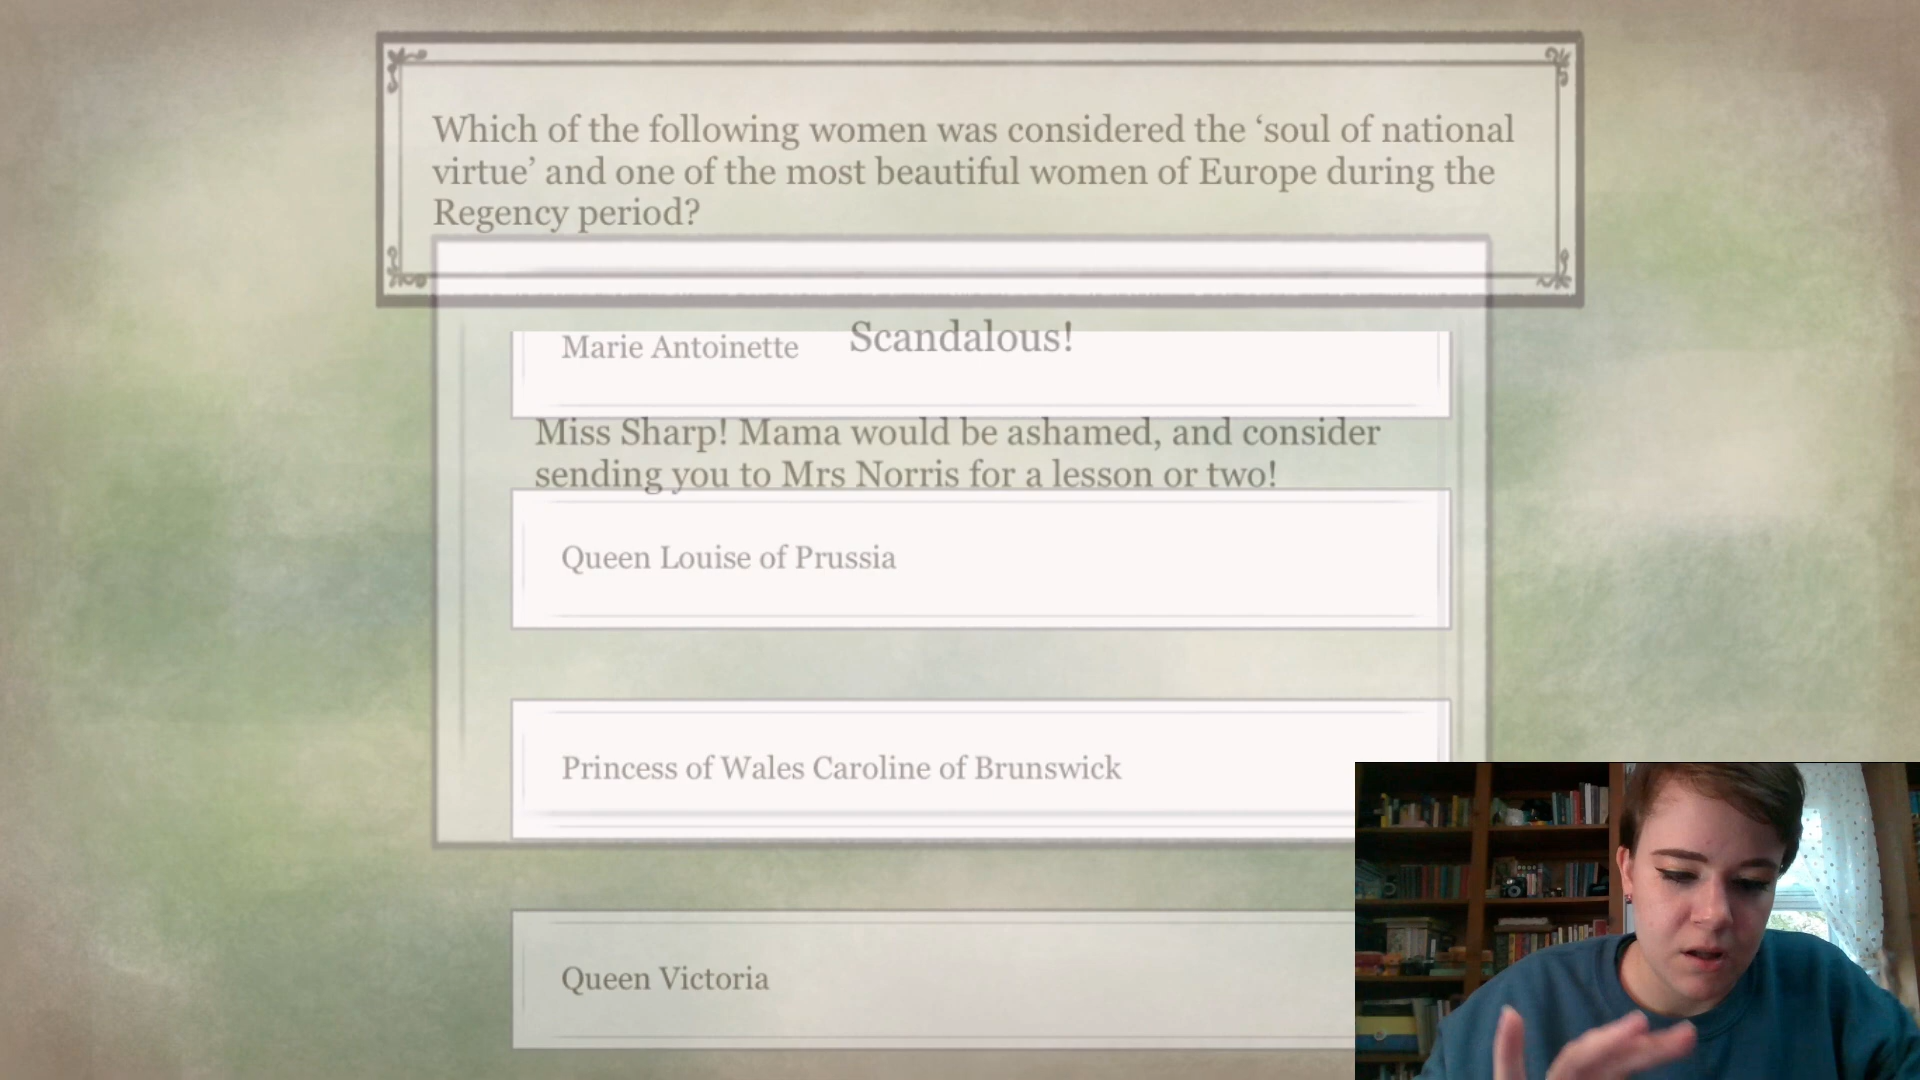 Which of the following women was considered the ‘soul of national
virtue’ and one of the most beautiful women of Europe during the
Regency period?
Marie Antoinette
Scandalous!
Miss Sharp! Mama would be ashamed, and consider
sending you to Mrs Norris for a lesson or two!
Queen Louise of Prussia
Princess of Wales Caroline of Brunswick
Queen Victoria